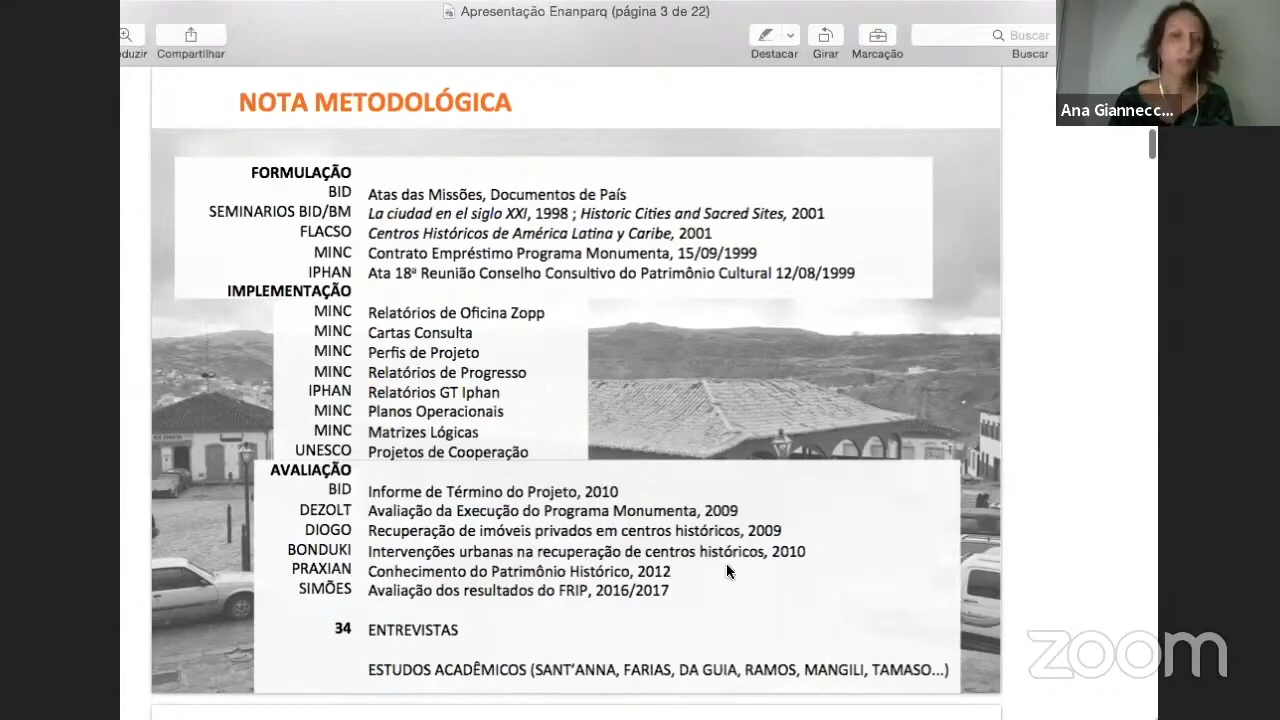 Apresentação Enanparq (página 3 de 22)
duzir Compartilhar Destacar Girar Marcação Buscar
Buscar
Ana Giannecc...
NOTA METODOLÓGICA
FORMULAÇÃO
BID Atas das Missões, Documentos de País
SEMINARIOS BID/BM La ciudad en el siglo XXI, 1998 ; Historic Cities and Sacred Sites, 2001
FLACSO Centros Históricos de América Latina y Caribe, 2001
MINC Contrato Empréstimo Programa Monumenta, 15/09/1999
IPHAN Ata 18ª Reunião Conselho Consultivo do Patrimônio Cultural 12/08/1999
IMPLEMENTAÇÃO
MINC Relatórios de Oficina Zopp
MINC Cartas Consulta
MINC Perfis de Projeto
MINC Relatórios de Progresso
IPHAN Relatórios GT Iphan
MINC Planos Operacionais
MINC Matrizes Lógicas
UNESCO Projetos de Cooperação
AVALIAÇÃO
BID Informe de Término do Projeto, 2010
DEZOLT Avaliação da Execução do Programa Monumenta, 2009
DIOGO Recuperação de imóveis privados em centros históricos, 2009
BONDUKI Intervenções urbanas na recuperação de centros históricos, 2010
PRAXIAN Conhecimento do Patrimônio Histórico, 2012
SIMÕES Avaliação dos resultados do FRIP, 2016/2017
34 ENTREVISTAS
ESTUDOS ACADÊMICOS (SANT'ANNA, FARIAS, DA GUIA, RAMOS, MANGILI, TAMASO...)
zoom